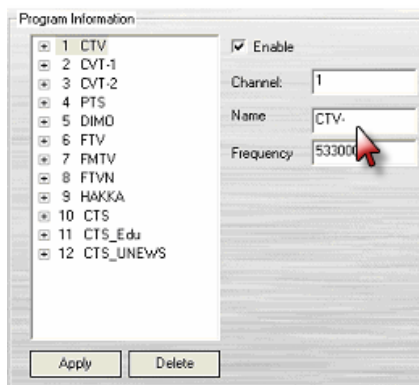 Program Information
1 CTV
2 CVT-1
3 CVT-2
4 PTS
5 DIMO
6 FTV
7 FMTV
8 FTVN
9 HAKKA
10 CTS
11 CTS_Edu
12 CTS_UNEWS
Enable
Channel: 1
Name CTV-
Frequency
Apply Delete